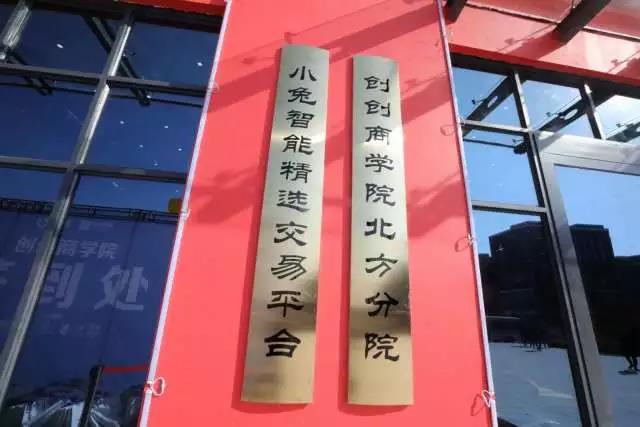 小兔智能精选交易平台
创创商学院北方分院
创创商学院
到处